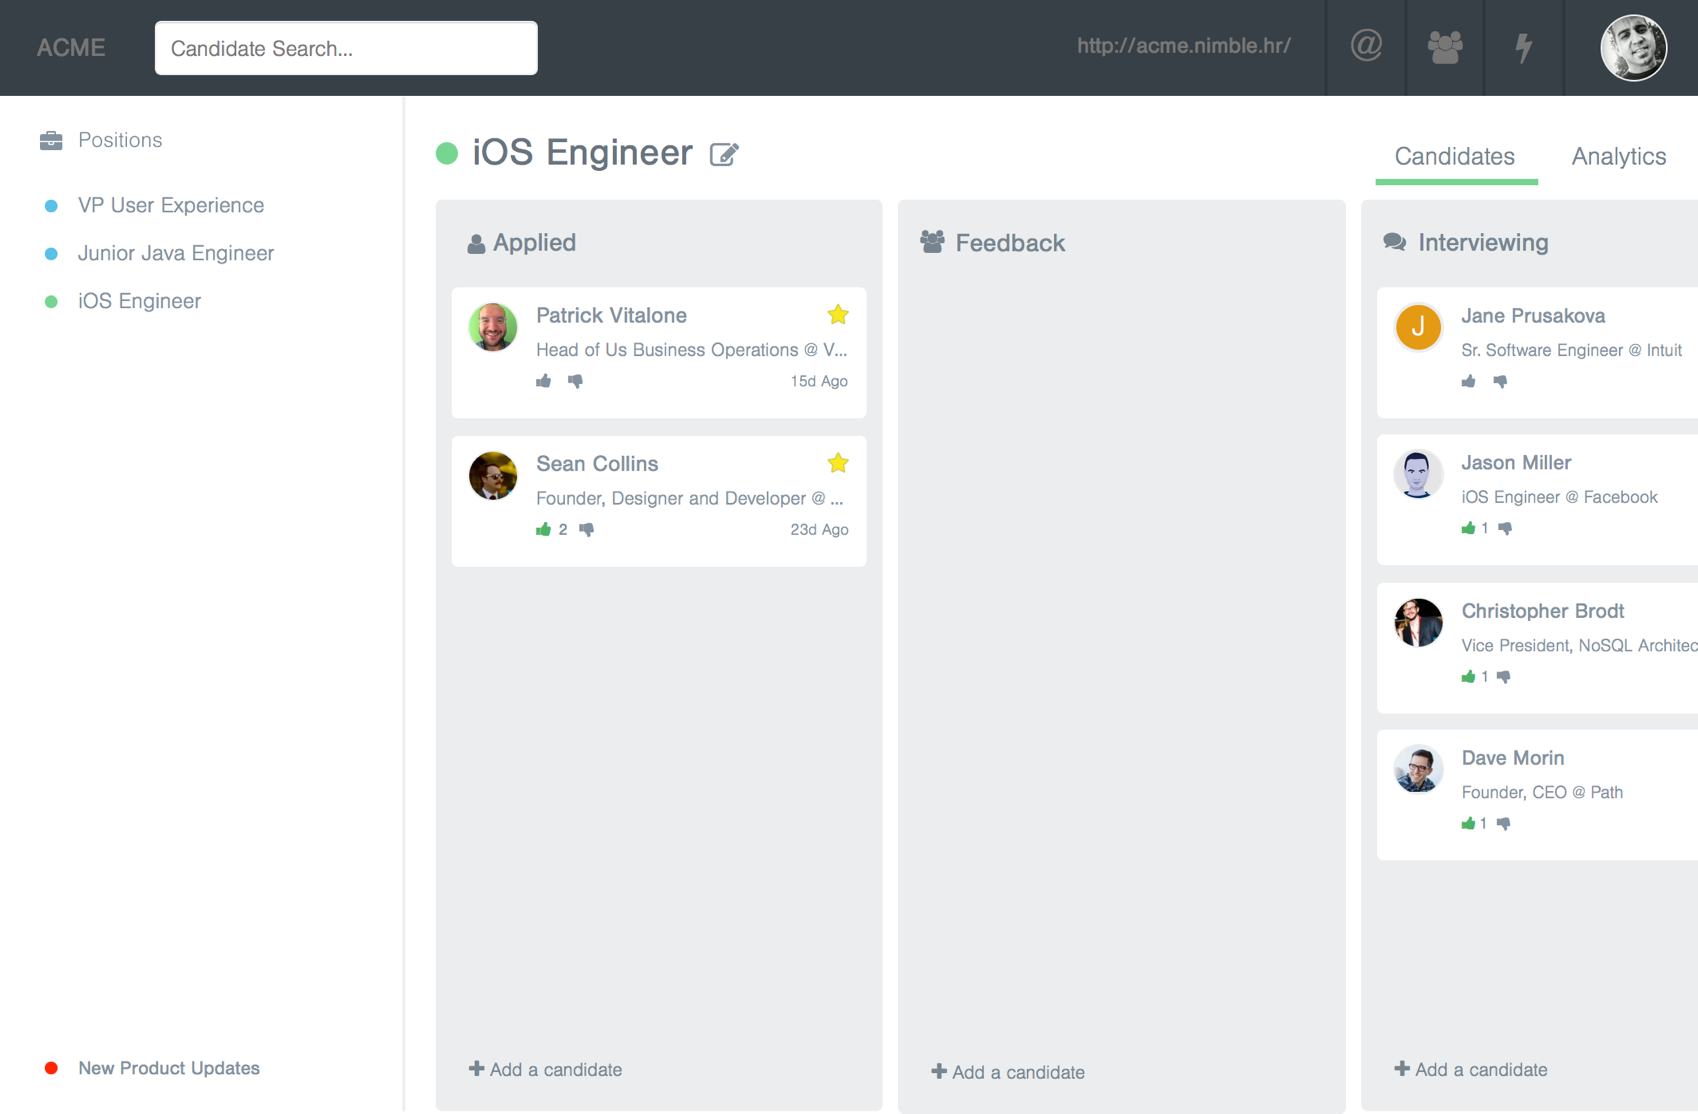 ACME
Candidate Search...
http://acme.nimble.hr/
@
Positions
VP User Experience
Junior Java Engineer
iOS Engineer
New Product Updates
iOS Engineer
Candidates
Analytics
Applied
Patrick Vitalone
Head of Us Business Operations @ V...
15d Ago
Sean Collins
Founder, Designer and Developer @ ...
2
23d Ago
+ Add a candidate
Feedback
+ Add a candidate
Interviewing
J
Jane Prusakova
Sr. Software Engineer @ Intuit
Jason Miller
iOS Engineer @ Facebook
1
Christopher Brodt
Vice President, NoSQL Architec
1
Dave Morin
Founder, CEO @ Path
1
+ Add a candidate